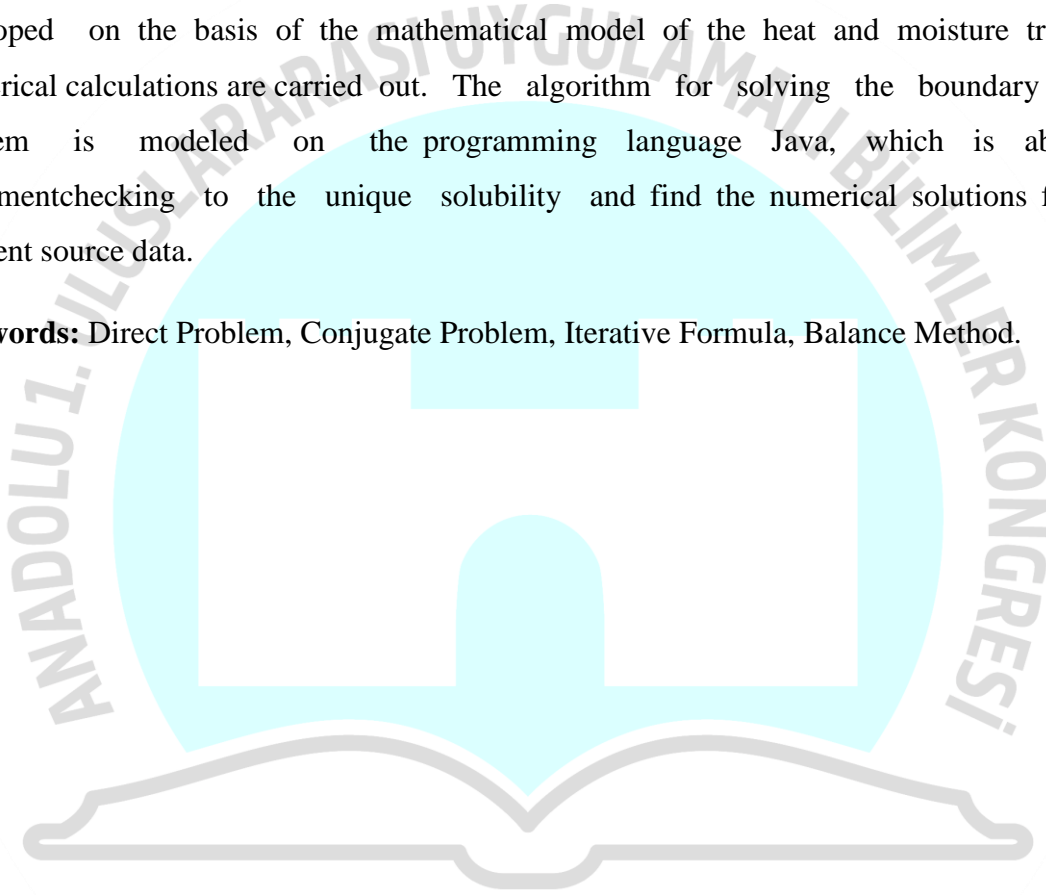 oped on the basis of the mathematical model of the heat and moisture tr
erical calculations are carried out. The algorithm for solving the boundary
em is modeled on the programming language Java, which is ab
mentchecking to the unique solubility and find the numerical solutions f
ent source data.
words: Direct Problem, Conjugate Problem, Iterative Formula, Balance Method.
ANADOLU 1. ULUSLARARASI UYGULAMALI BİLİMLER KONGRESİ